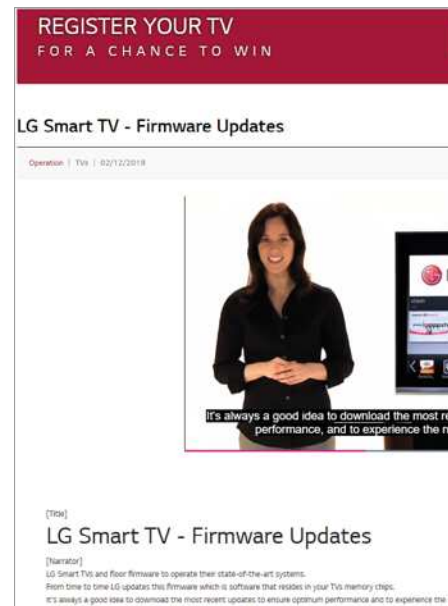 REGISTER YOUR TV
FOR A CHANCE TO WIN
LG Smart TV - Firmware Updates
Operation | TVs | 02/12/2018
It's always a good idea to download the most re
performance, and to experience the n
[Title]
LG Smart TV - Firmware Updates
[Narrator]
LG Smart TVs and floor firmware to operate their state-of-the-art systems.
From time to time LG updates this firmware which is software that resides in your TVs memory chips.
It's always a good idea to download the most recent updates to ensure optimum performance and to experience the